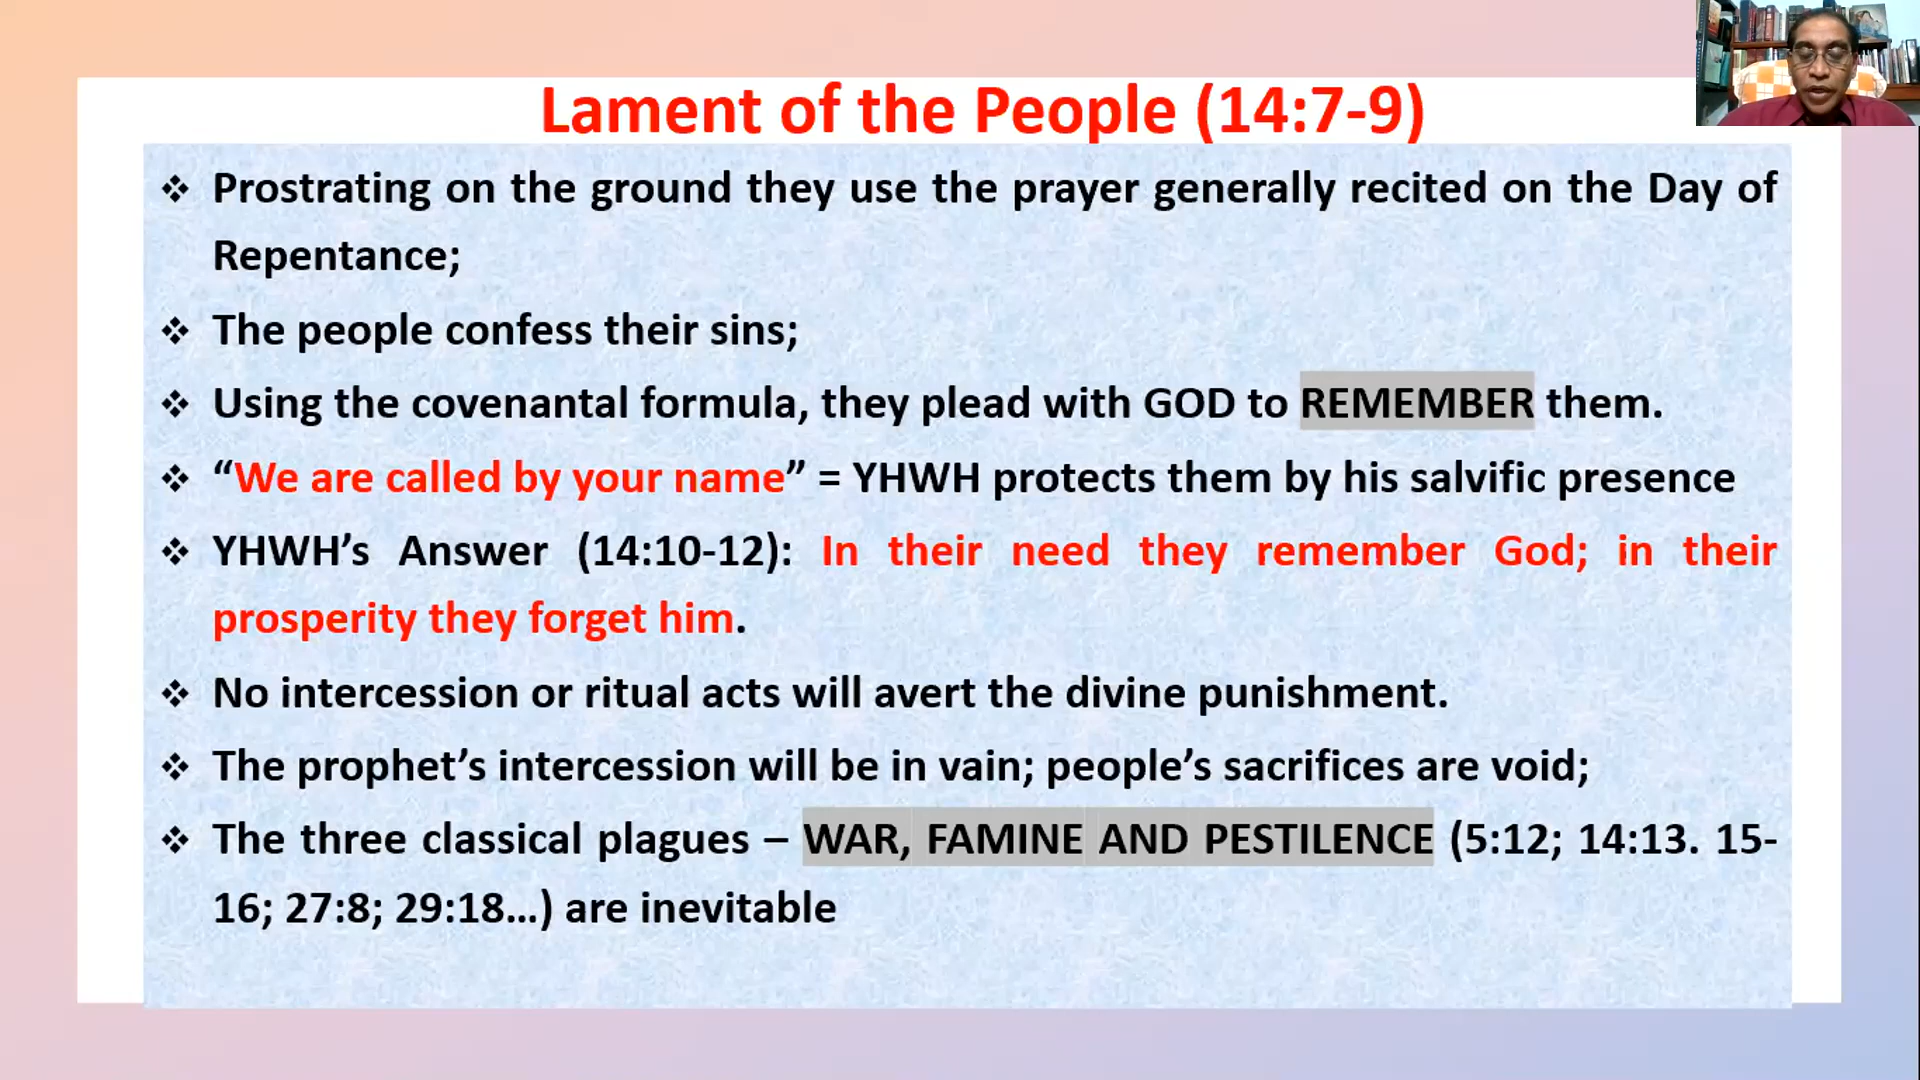 Lament of the People (14:7-9)
❖ Prostrating on the ground they use the prayer generally recited on the Day of
Repentance;
❖ The people confess their sins;
❖ Using the covenantal formula, they plead with GOD to REMEMBER them.
❖ “We are called by your name” = YHWH protects them by his salvific presence
❖ YHWH’s Answer (14:10-12): In their need they remember God; in their
prosperity they forget him.
❖ No intercession or ritual acts will avert the divine punishment.
❖ The prophet’s intercession will be in vain; people’s sacrifices are void;
❖ The three classical plagues – WAR, FAMINE AND PESTILENCE (5:12; 14:13. 15-
16; 27:8; 29:18...) are inevitable